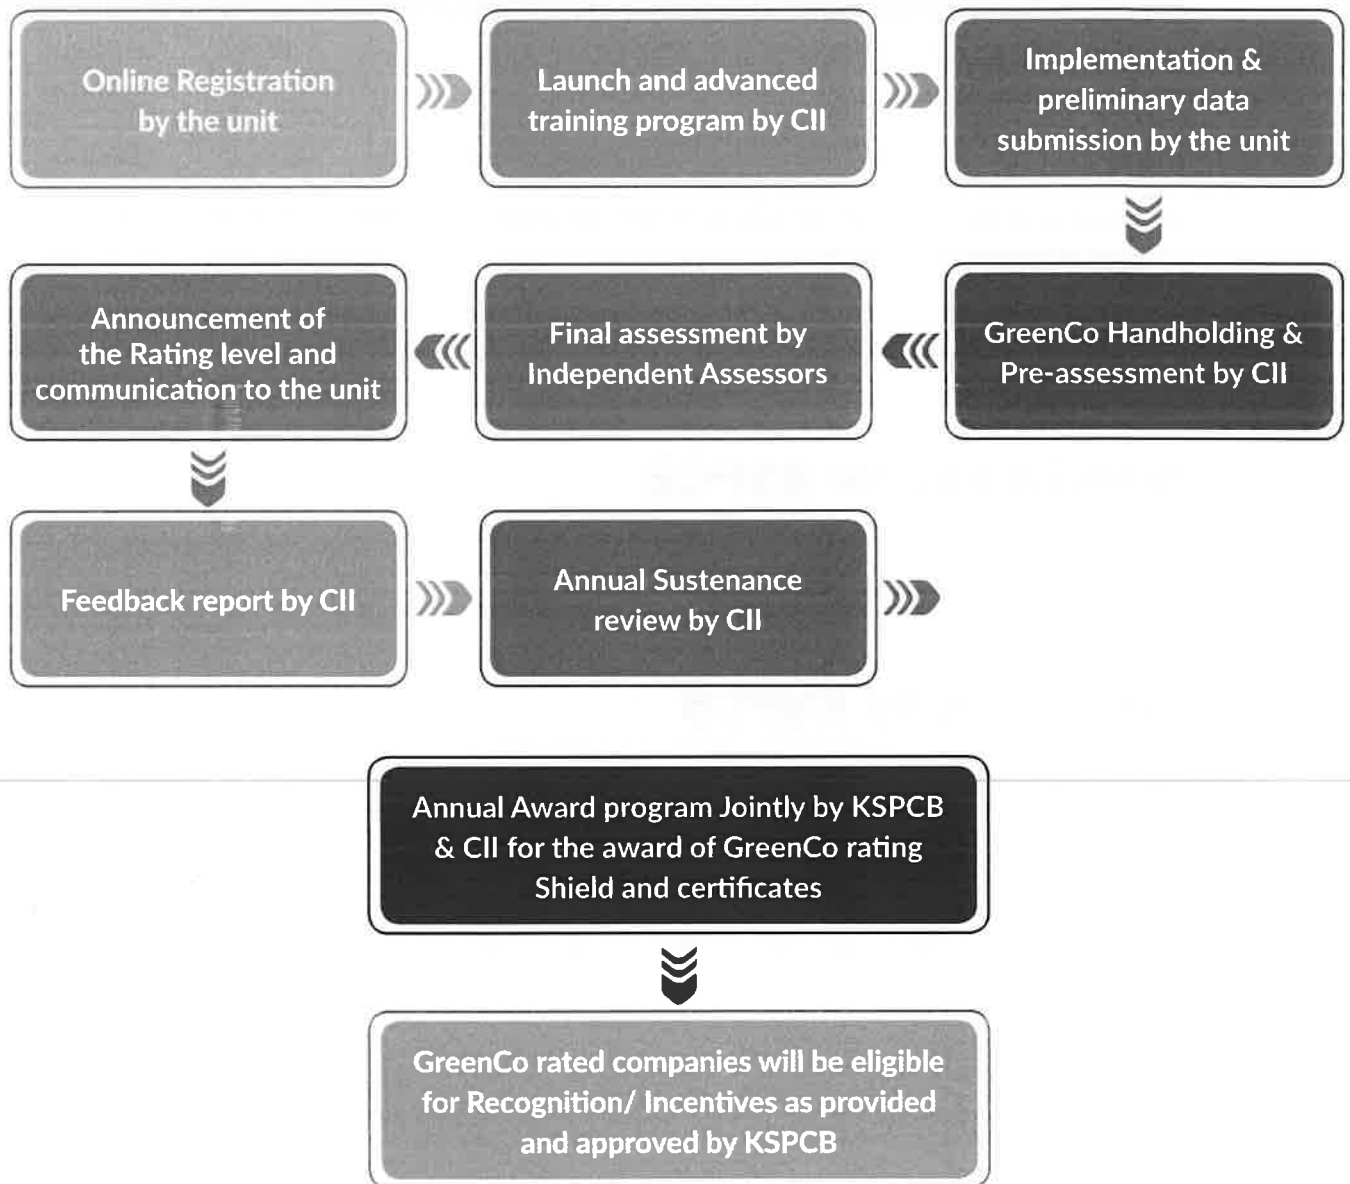 Online Registration
by the unit
Launch and advanced
training program by CII
Implementation &
preliminary data
submission by the unit
GreenCo Handholding &
Pre-assessment by CII
Final assessment by
Independent Assessors
Announcement of
the Rating level and
communication to the unit
Feedback report by CII
Annual Sustenance
review by CII
Annual Award program Jointly by KSPCB
& CII for the award of GreenCo rating
Shield and certificates
GreenCo rated companies will be eligible
for Recognition/ Incentives as provided
and approved by KSPCB